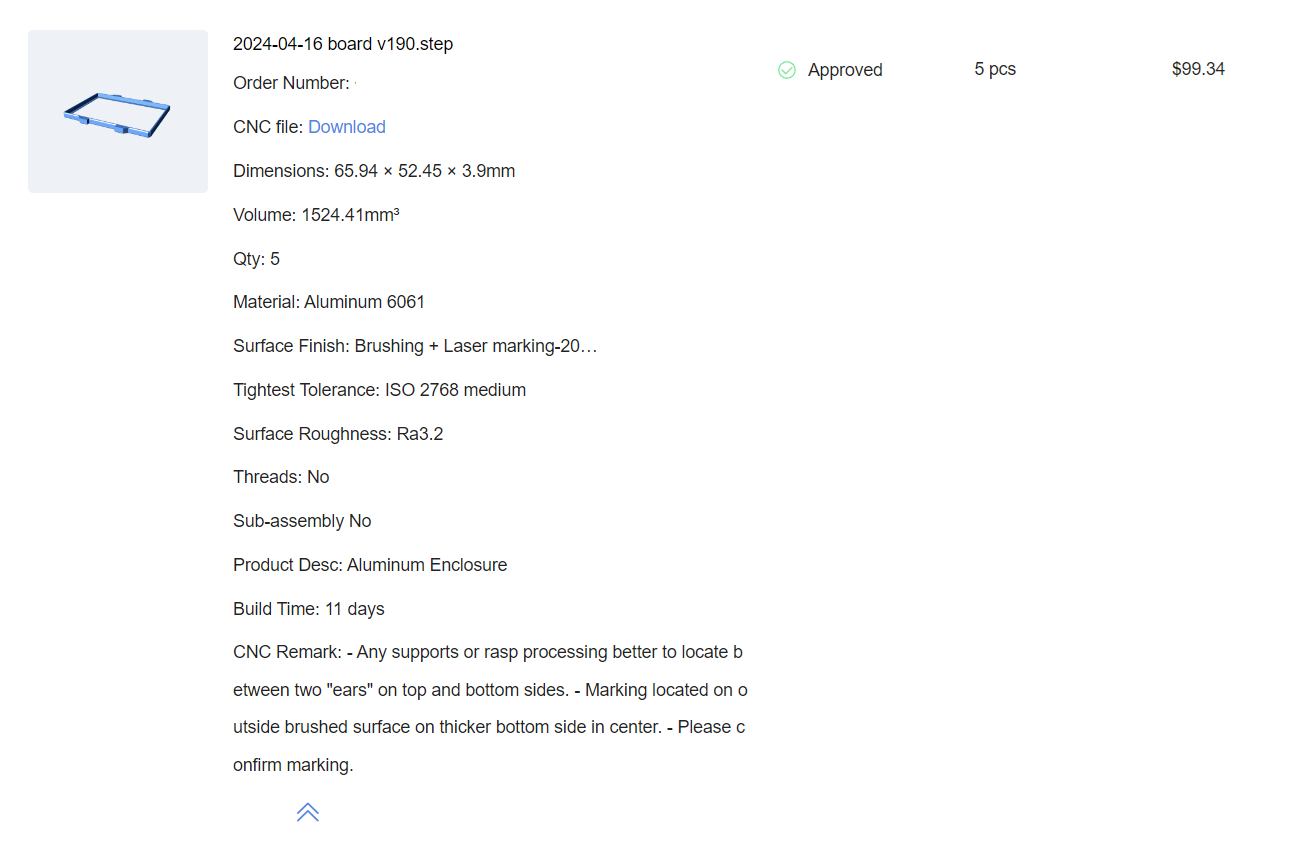 2024-04-16 board v190.step
Approved
5 pcs
$99.34
Order Number:
CNC file: Download
Dimensions: 65.94 × 52.45 × 3.9mm
Volume: 1524.41mm³
Qty: 5
Material: Aluminum 6061
Surface Finish: Brushing + Laser marking-20…
Tightest Tolerance: ISO 2768 medium
Surface Roughness: Ra3.2
Threads: No
Sub-assembly No
Product Desc: Aluminum Enclosure
Build Time: 11 days
CNC Remark: - Any supports or rasp processing better to locate b
etween two "ears" on top and bottom sides. - Marking located on o
utside brushed surface on thicker bottom side in center. - Please c
onfirm marking.